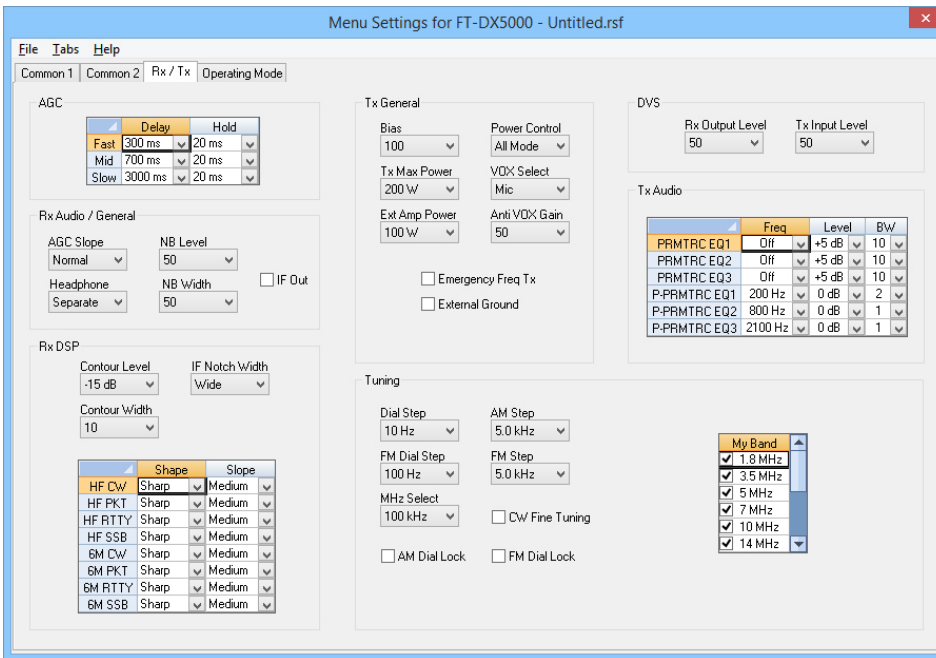 Menu Settings for FT-DX5000 - Untitled.rsf
File Tabs Help
Common 1 Common 2 Rx / Tx Operating Mode
AGC
Delay Hold
Fast 300 ms 20 ms
Mid 700 ms 20 ms
Slow 3000 ms 20 ms
Rx Audio / General
AGC Slope NB Level
Normal 50
IF Out
Headphone NB Width
Separate 50
Rx DSP
Contour Level IF Notch Width
-15 dB Wide
Contour Width
10
Shape Slope
HF CW Sharp Medium
HF PKT Sharp Medium
HF RTTY Sharp Medium
HF SSB Sharp Medium
6M CW Sharp Medium
6M PKT Sharp Medium
6M RTTY Sharp Medium
6M SSB Sharp Medium
Tx General
Bias Power Control
100 All Mode
Tx Max Power VOX Select
200 W Mic
Ext Amp Power Anti VOX Gain
100 W 50
Emergency Freq Tx
External Ground
DVS
Rx Output Level Tx Input Level
50 50
Tx Audio
Freq Level BW
PRMTRC EQ1 Off +5 dB 10
PRMTRC EQ2 Off +5 dB 10
PRMTRC EQ3 Off +5 dB 10
P-PRMTRC EQ1 200 Hz 0 dB 2
P-PRMTRC EQ2 800 Hz 0 dB 1
P-PRMTRC EQ3 2100 Hz 0 dB 1
Tuning
Dial Step AM Step
10 Hz 5.0 kHz
FM Dial Step FM Step
100 Hz 5.0 kHz
MHz Select
100 kHz CW Fine Tuning
AM Dial Lock FM Dial Lock
My Band
1.8 MHz
3.5 MHz
5 MHz
7 MHz
10 MHz
14 MHz